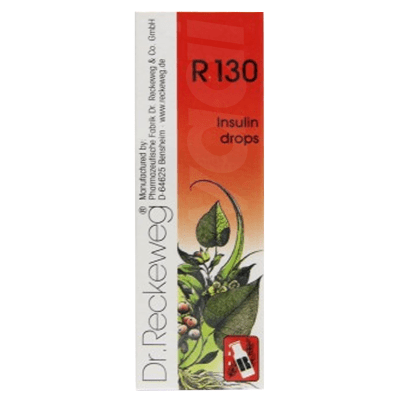 R 130
Insulin
drops
Dr.Reckeweg®
Manufactured by
Pharmazeutische Fabrik Dr. Reckeweg & Co. GmbH
D-64625 Bensheim · www.reckeweg.de
R